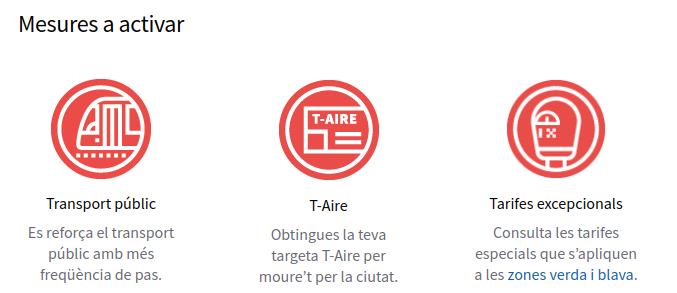 Mesures a activar
T-AIRE
Transport públic
T-Aire
Tarifes excepcionals
Es reforça el transport
públic amb més
freqüència de pas.
Obtingues la teva
targeta T-Aire per
moure't per la ciutat.
Consulta les tarifes
especials que s'apliquen
a les zones verda i blava.